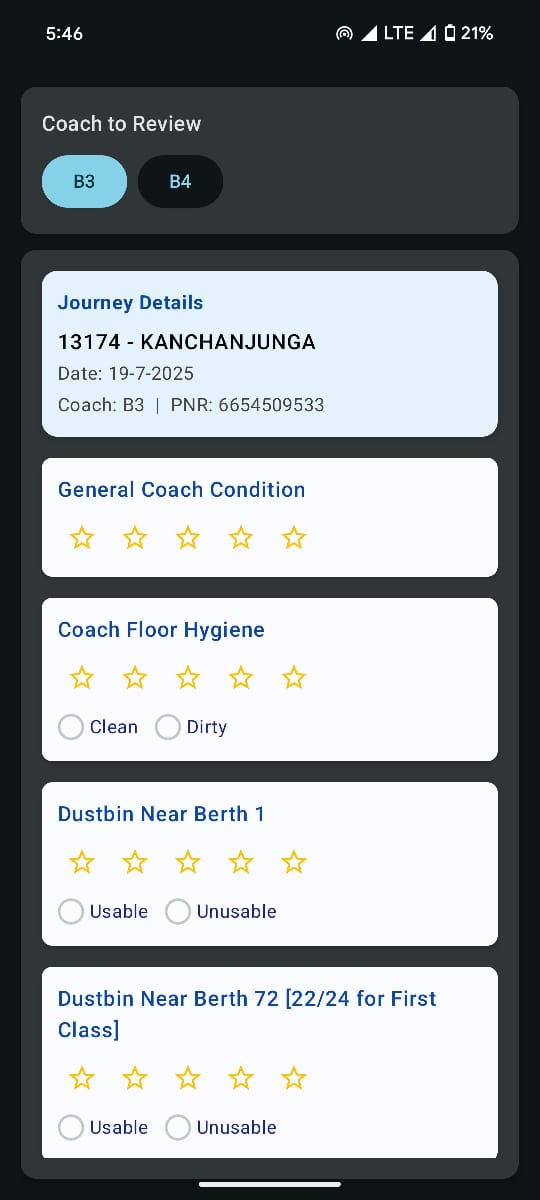 5:46
LTE
21%
Coach to Review
B3
B4
Journey Details
13174 - KANCHANJUNGA
Date: 19-7-2025
Coach: B3 | PNR: 6654509533
General Coach Condition
Coach Floor Hygiene
Clean
Dirty
Dustbin Near Berth 1
Usable
Unusable
Dustbin Near Berth 72 [22/24 for First
Class]
Usable
Unusable